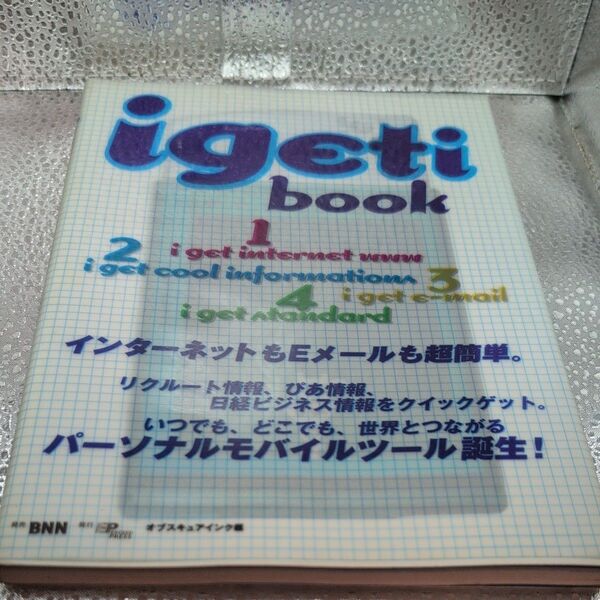 igeti
book
1
i get internet www
2
i get cool informations
3
i get e-mail
4
i get standard
インターネットもEメールも超簡単。
リクルート情報、ぴあ情報、
日経ビジネス情報をクイックゲット。
いつでも、どこでも、世界とつながる
パーソナルモバイルツール誕生！
発売 BNN 発行 PRESS オブスキュアインク編